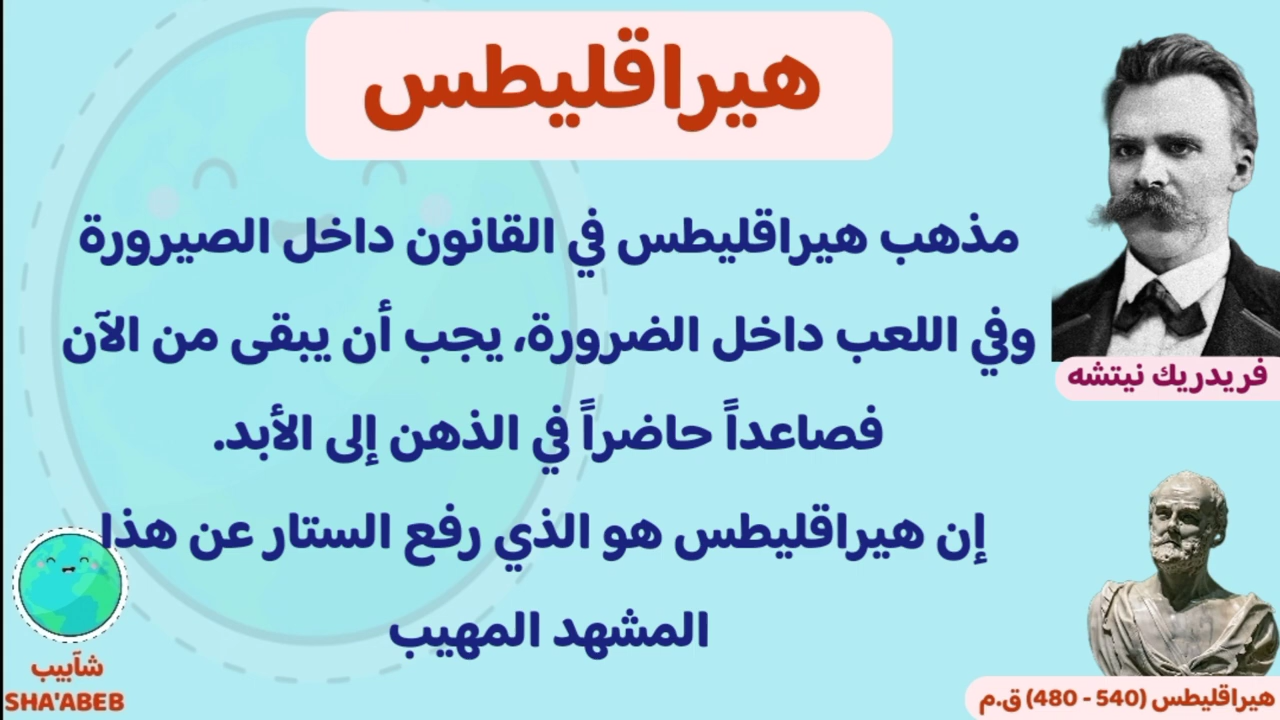 هيراقليطس
مذهب هيراقليطس في القانون داخل الصيرورة
وفي اللعب داخل الضرورة، يجب أن يبقى من الآن
فصاعداً حاضراً في الذهن إلى الأبد.
إن هيراقليطس هو الذي رفع الستار عن هذا
المشهد المهيب
فريدريك نيتشه
هيراقليطس (540 - 480) ق.م
شآبيب
SHA'ABEB